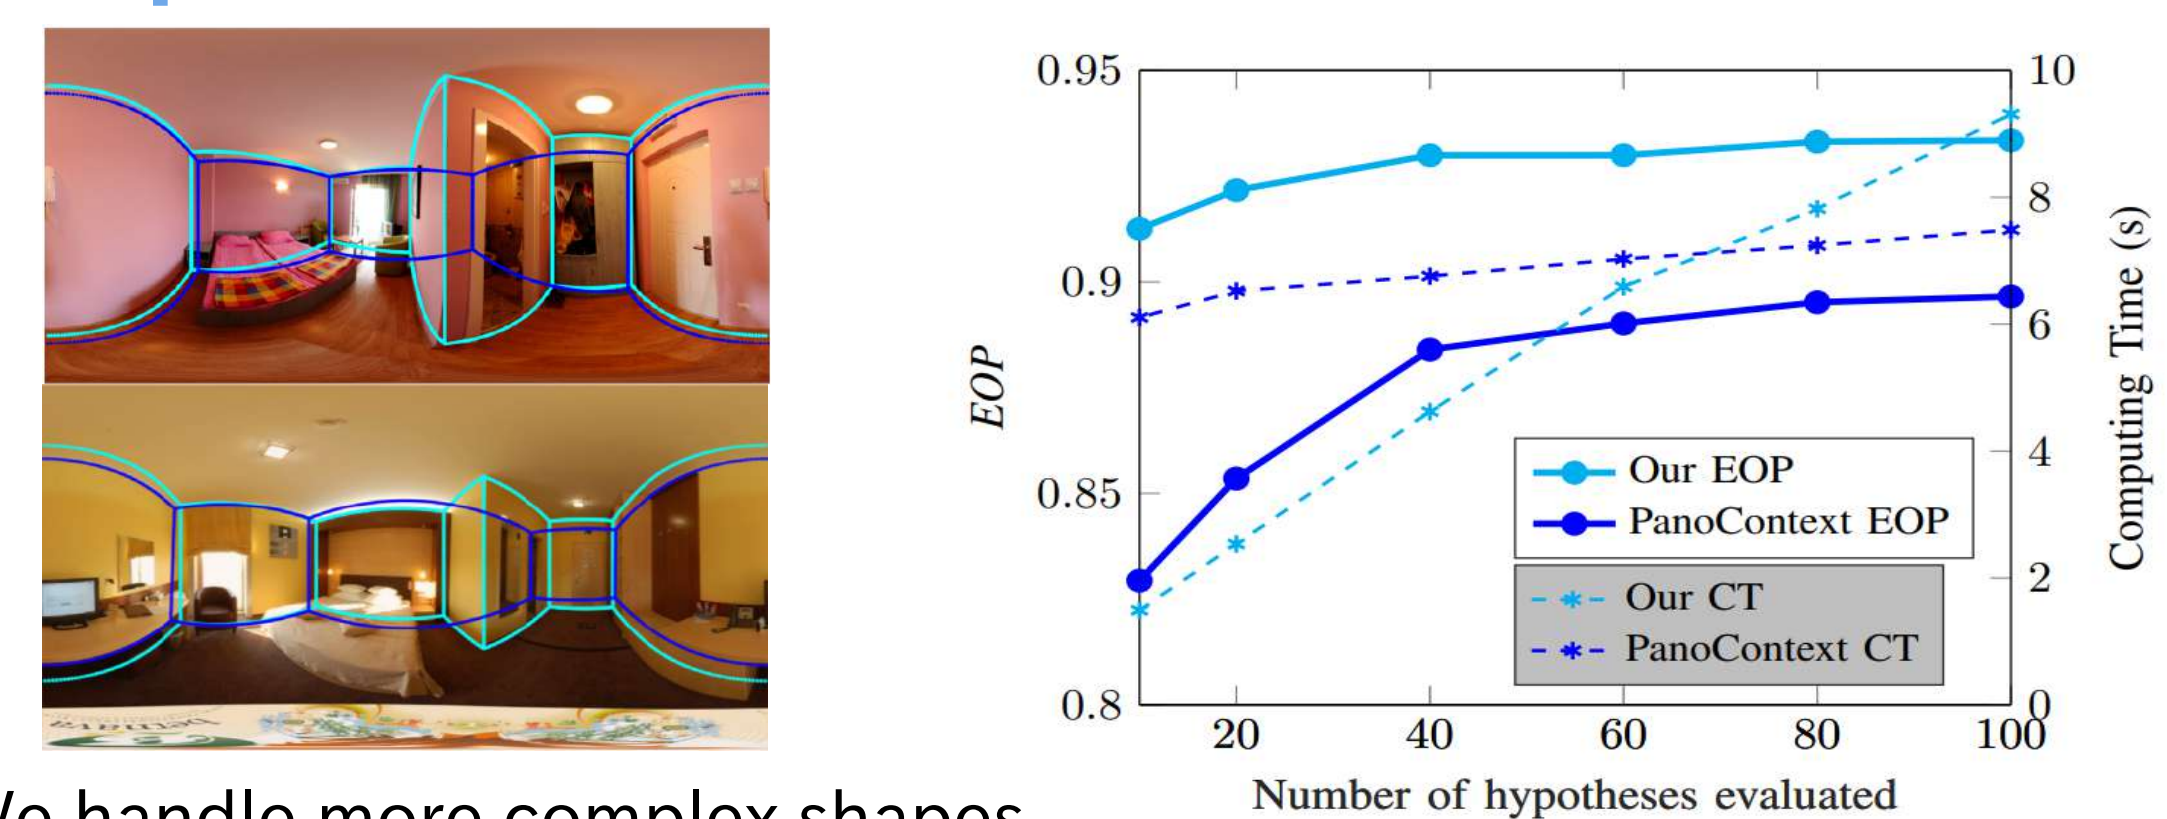 0.95
0.9
0.85
0.8
EOP
10
8
6
4
2
0
Computing Time (s)
Our EOP
PanoContext EOP
Our CT
PanoContext CT
20 40 60 80 100
Number of hypotheses evaluated
handle more complex shapes